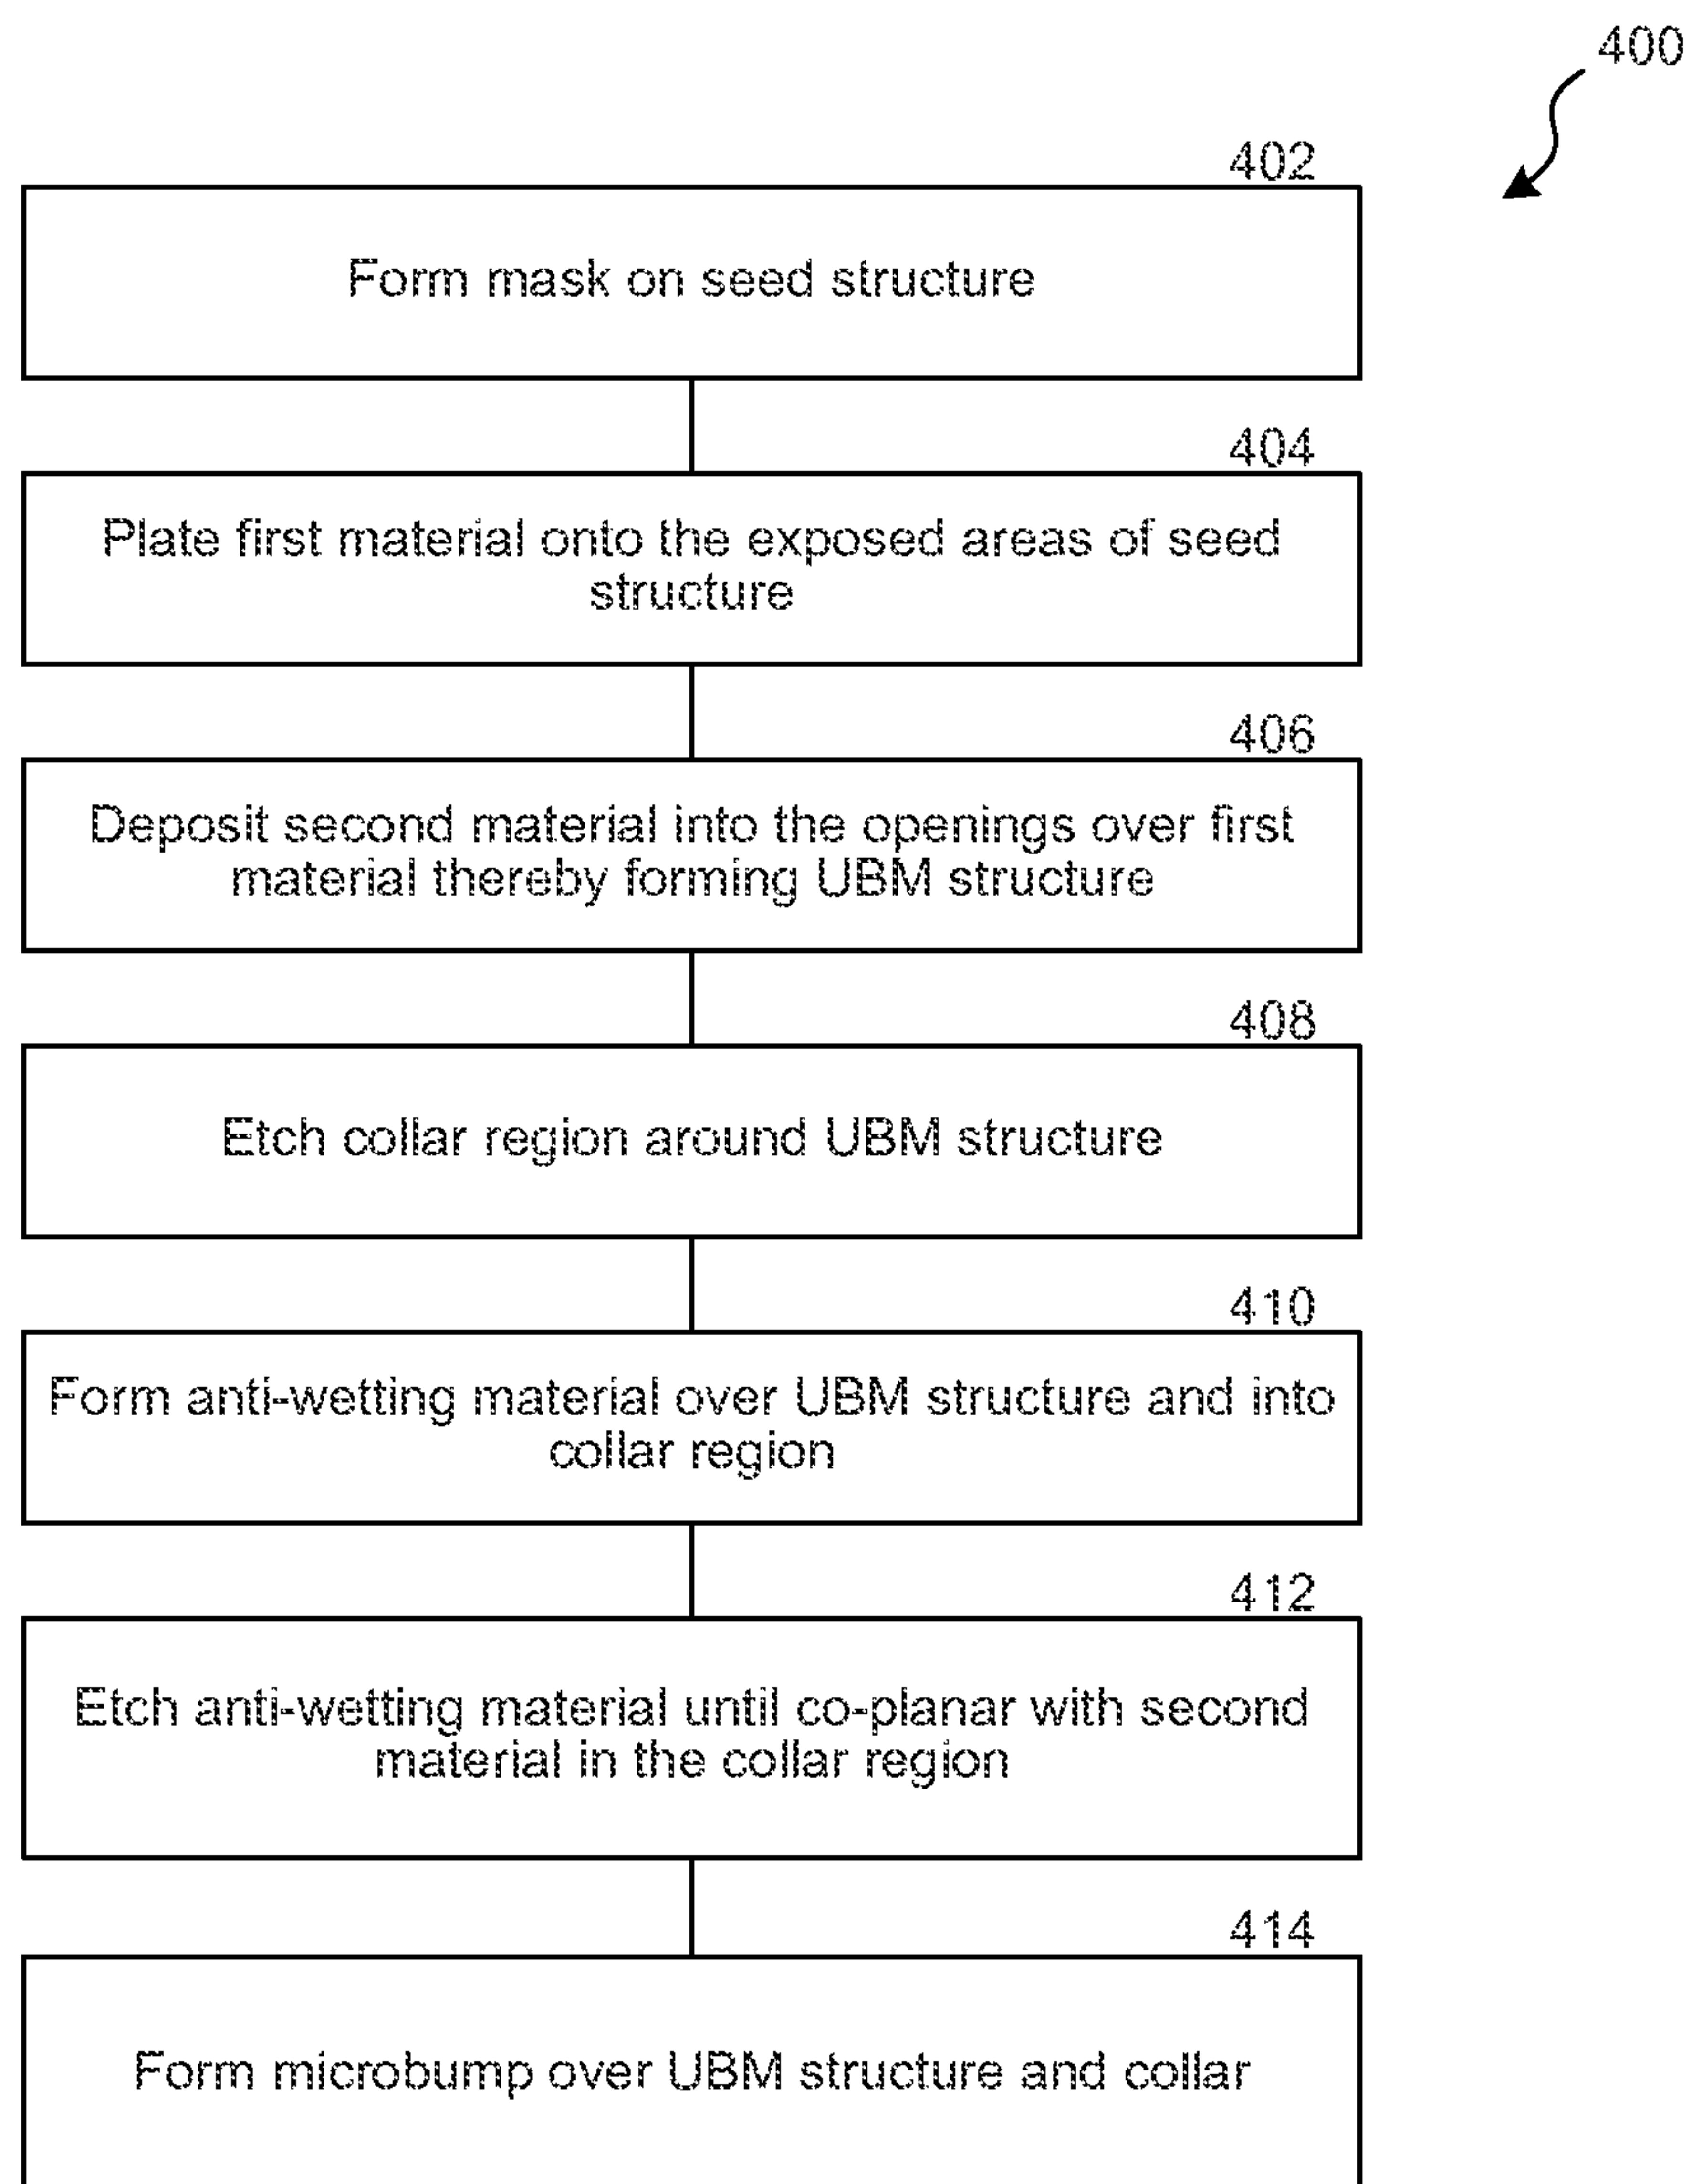 400
402
Form mask on seed structure
404
Plate first material onto the exposed areas of seed
structure
406
Deposit second material into the openings over first
material thereby forming UBM structure
408
Etch collar region around UBM structure
410
Form anti-wetting material over UBM structure and into
collar region
412
Etch anti-wetting material until co-planar with second
material in the collar region
414
Form microbump over UBM structure and collar